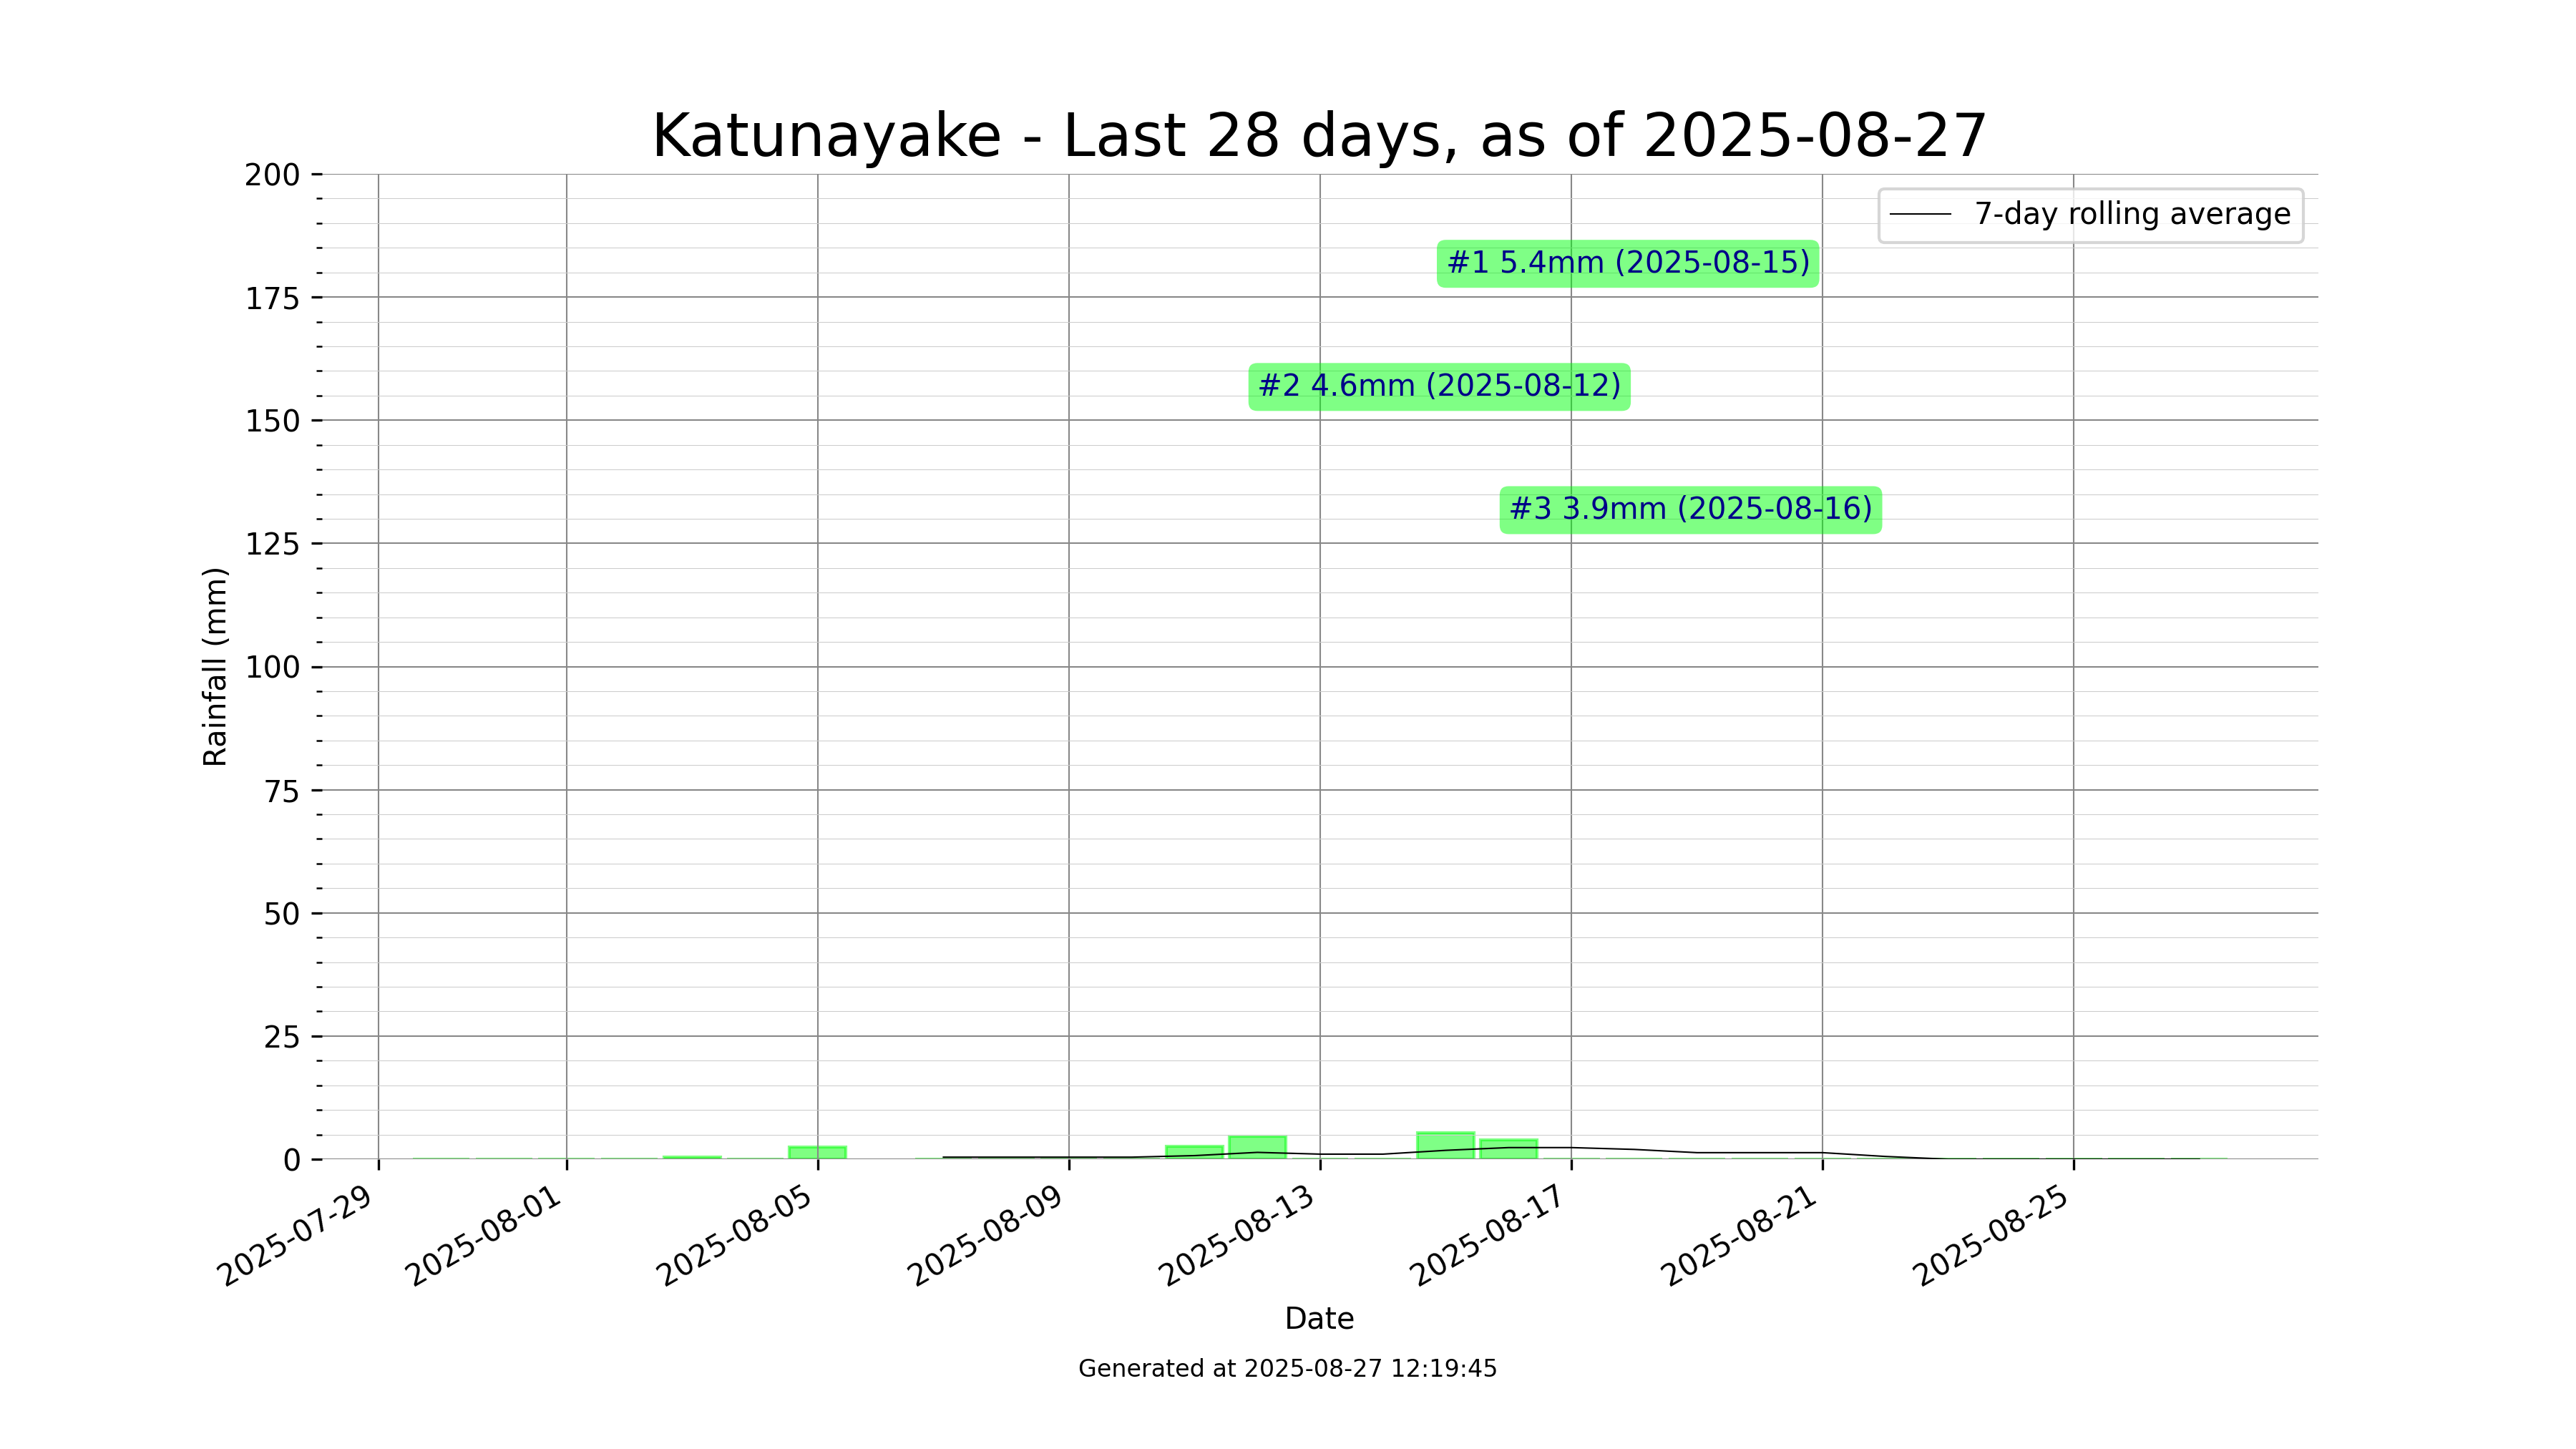 Katunayake - Last 28 days, as of 2025-08-27
200
175
150
125
100
75
50
25
0
Rainfall (mm)
7-day rolling average
#1 5.4mm (2025-08-15)
#2 4.6mm (2025-08-12)
#3 3.9mm (2025-08-16)
2025-07-29
2025-08-01
2025-08-05
2025-08-09
2025-08-13
2025-08-17
2025-08-21
2025-08-25
Date
Generated at 2025-08-27 12:19:45